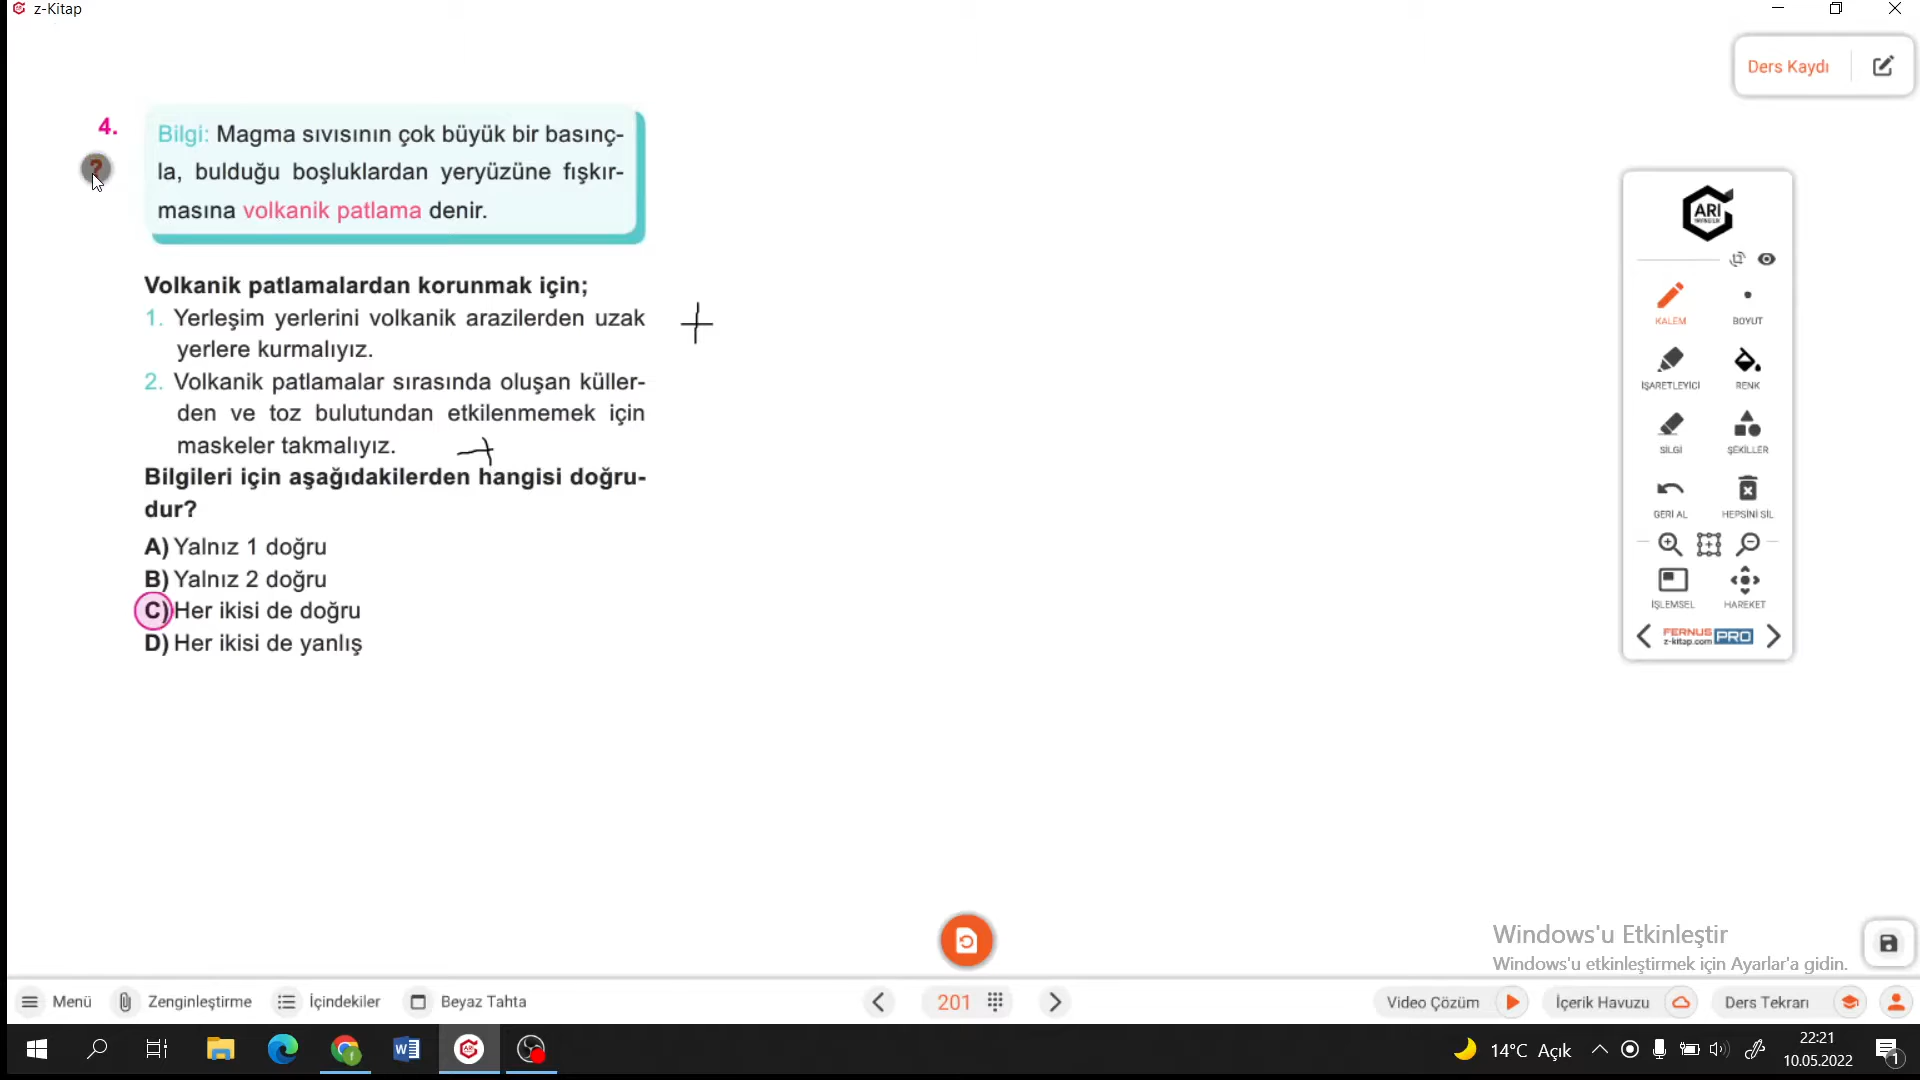 z-Kitap
Ders Kaydı
4.
Bilgi: Magma sıvısının çok büyük bir basınç-
la, bulduğu boşluklardan yeryüzüne fışkır-
masına volkanik patlama denir.
Volkanik patlamalardan korunmak için;
1. Yerleşim yerlerini volkanik arazilerden uzak
yerlere kurmalıyız.
+
2. Volkanik patlamalar sırasında oluşan küller-
den ve toz bulutundan etkilenmemek için
maskeler takmalıyız.
+
Bilgileri için aşağıdakilerden hangisi doğru-
dur?
A) Yalnız 1 doğru
B) Yalnız 2 doğru
C) Her ikisi de doğru
D) Her ikisi de yanlış
ARI
KALEM
BOYUT
İŞARETLEYİCİ
RENK
SİLGİ
ŞEKİLLER
GERİ AL
HEPSİNİ SİL
İŞLEMSEL
HAREKET
FERNUS
z-kitap.com
PRO
Windows'u Etkinleştir
Windows'u etkinleştirmek için Ayarlar'a gidin.
Menü
Zenginleştirme
İçindekiler
Beyaz Tahta
201
Video Çözüm
İçerik Havuzu
Ders Tekrarı
14°C Açık
22:21
10.05.2022
1